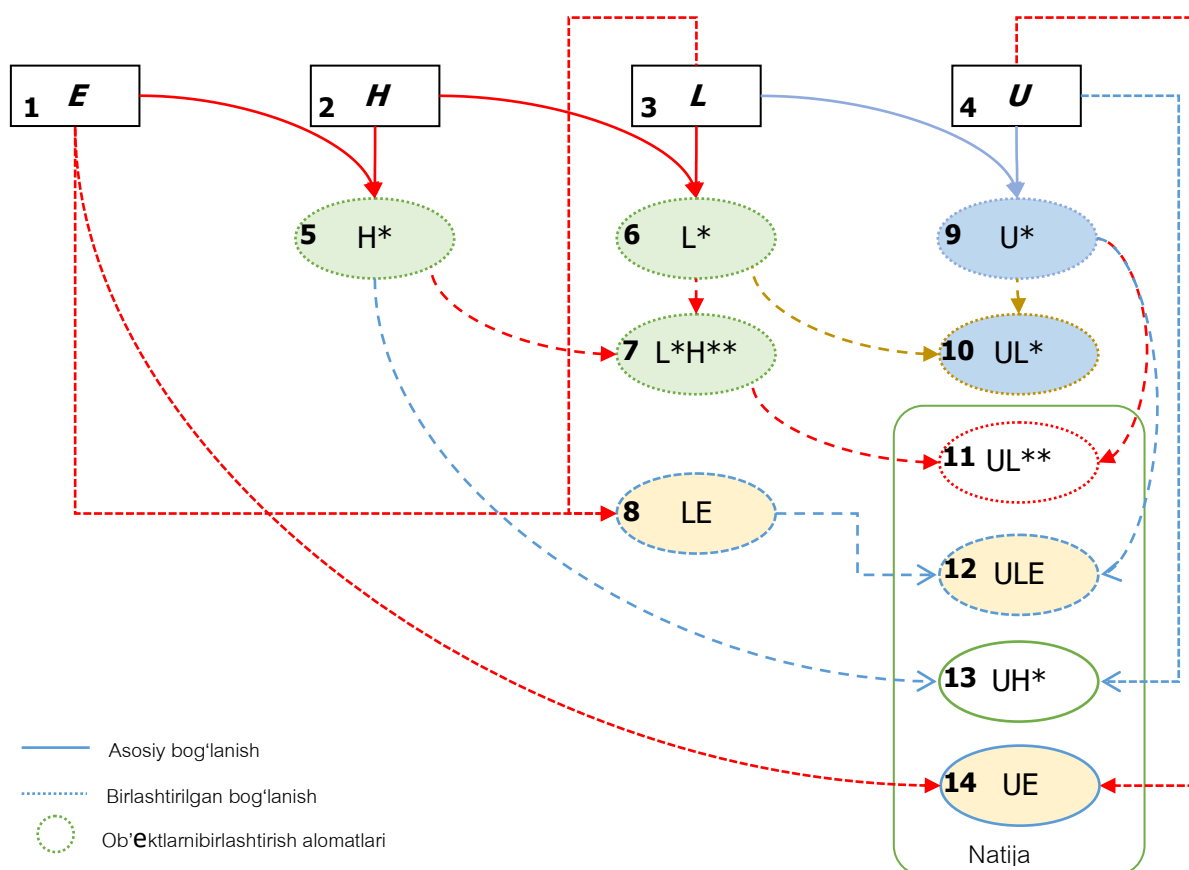 1 E
2 H
3 L
4 U
5 H*
6 L*
9 U*
7 L*H**
10 UL*
11 UL**
8 LE
12 ULE
13 UH*
14 UE
Natija
Asosiy bog‘lanish
Birlashtirilgan bog‘lanish
Ob’ektlarnibirlashtirish alomatlari